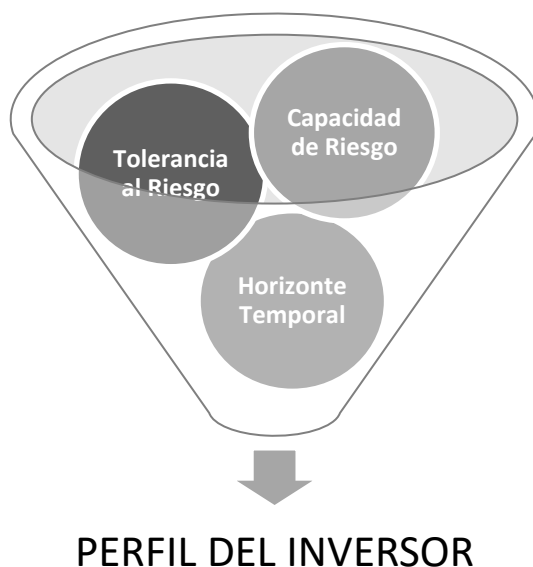 Tolerancia
al Riesgo
Capacidad
de Riesgo
Horizonte
Temporal
PERFIL DEL INVERSOR